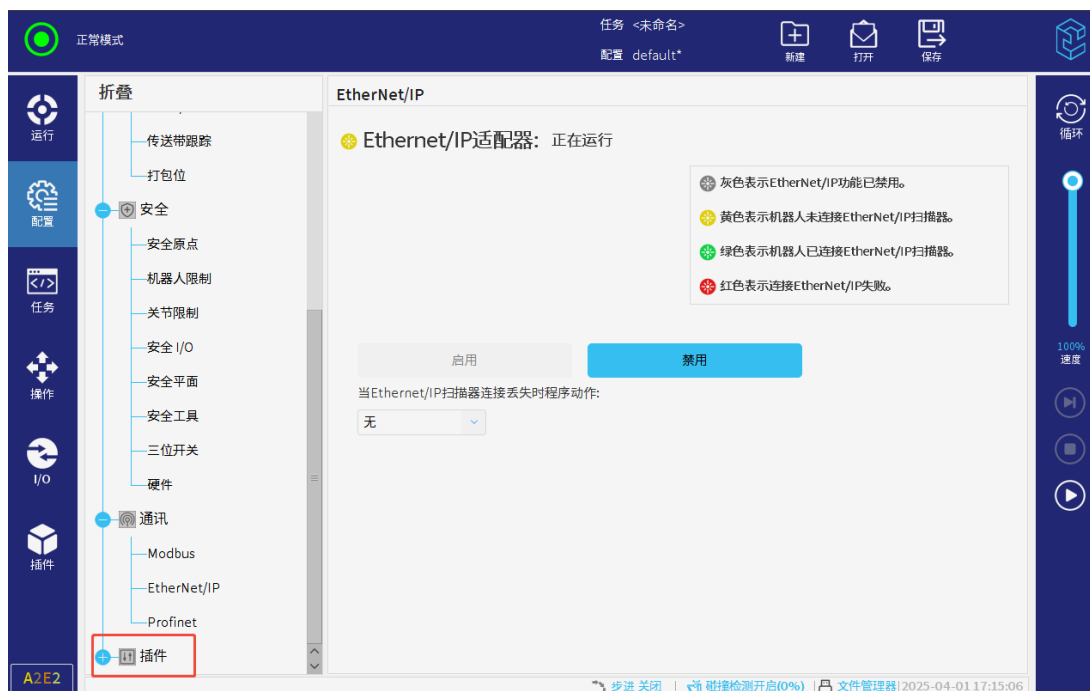 正常模式
任务 <未命名>
配置 default*
新建
打开
保存
运行
配置
任务
操作
I/O
插件
A2E2
折叠
传送带跟踪
打包位
安全
安全原点
机器人限制
关节限制
安全 I/O
安全平面
安全工具
三位开关
硬件
通讯
Modbus
EtherNet/IP
Profinet
插件
EtherNet/IP
Ethernet/IP适配器: 正在运行
灰色表示EtherNet/IP功能已禁用。
黄色表示机器人未连接EtherNet/IP扫描器。
绿色表示机器人已连接EtherNet/IP扫描器。
红色表示连接EtherNet/IP失败。
启用
禁用
当Ethernet/IP扫描器连接丢失时程序动作:
无
循环
100%
速度
步进 关闭 | 碰撞检测开启(0%) | 文件管理器 | 2025-04-01 17:15:06